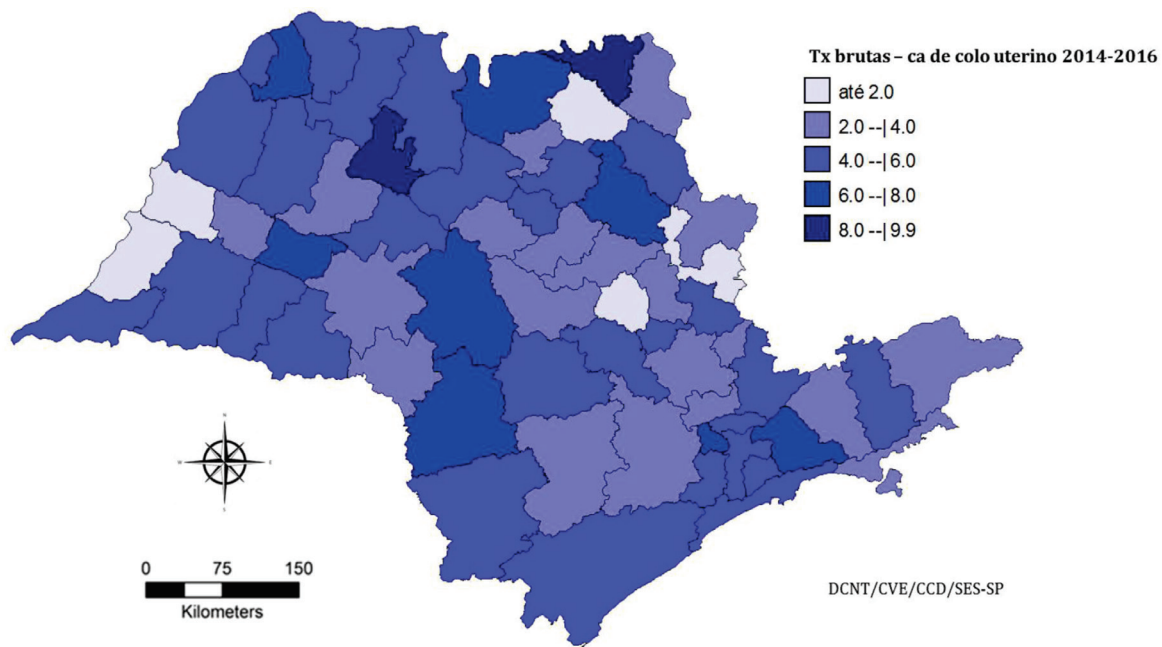 Tx brutas – ca de colo uterino 2014-2016
até 2.0
2.0 --| 4.0
4.0 --| 6.0
6.0 --| 8.0
8.0 --| 9.9
0 75 150
Kilometers
DCNT/CVE/CCD/SES-SP